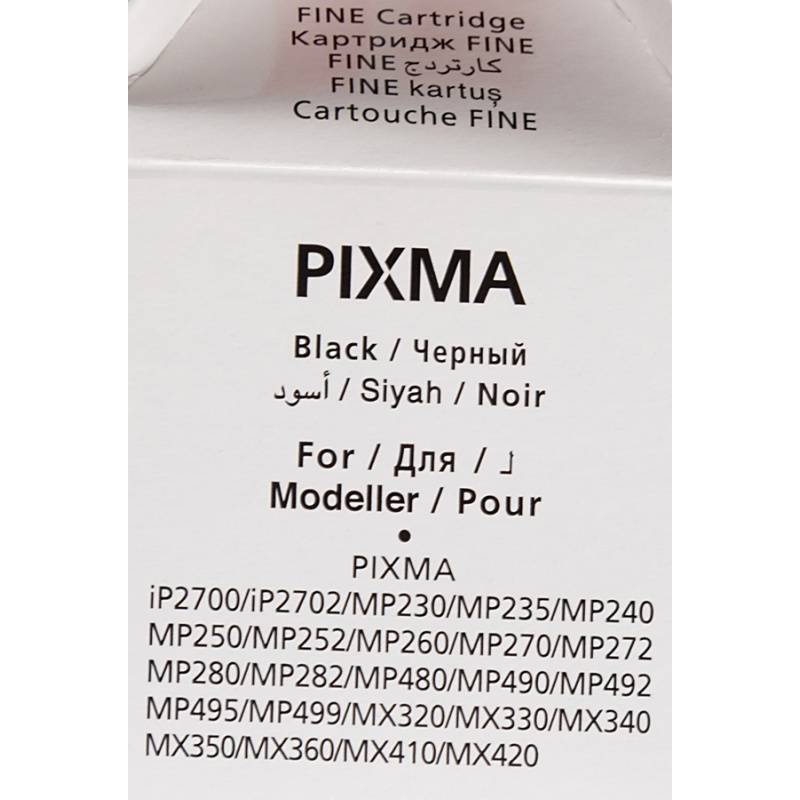 FINE Cartridge
Картридж FINE
FINE كارتردج
FINE kartuş
Cartouche FINE
PIXMA
Black / Черный
أسود / Siyah / Noir
For / Для / لـ
Modeller / Pour
•
PIXMA
iP2700/iP2702/MP230/MP235/MP240
MP250/MP252/MP260/MP270/MP272
MP280/MP282/MP480/MP490/MP492
MP495/MP499/MX320/MX330/MX340
MX350/MX360/MX410/MX420